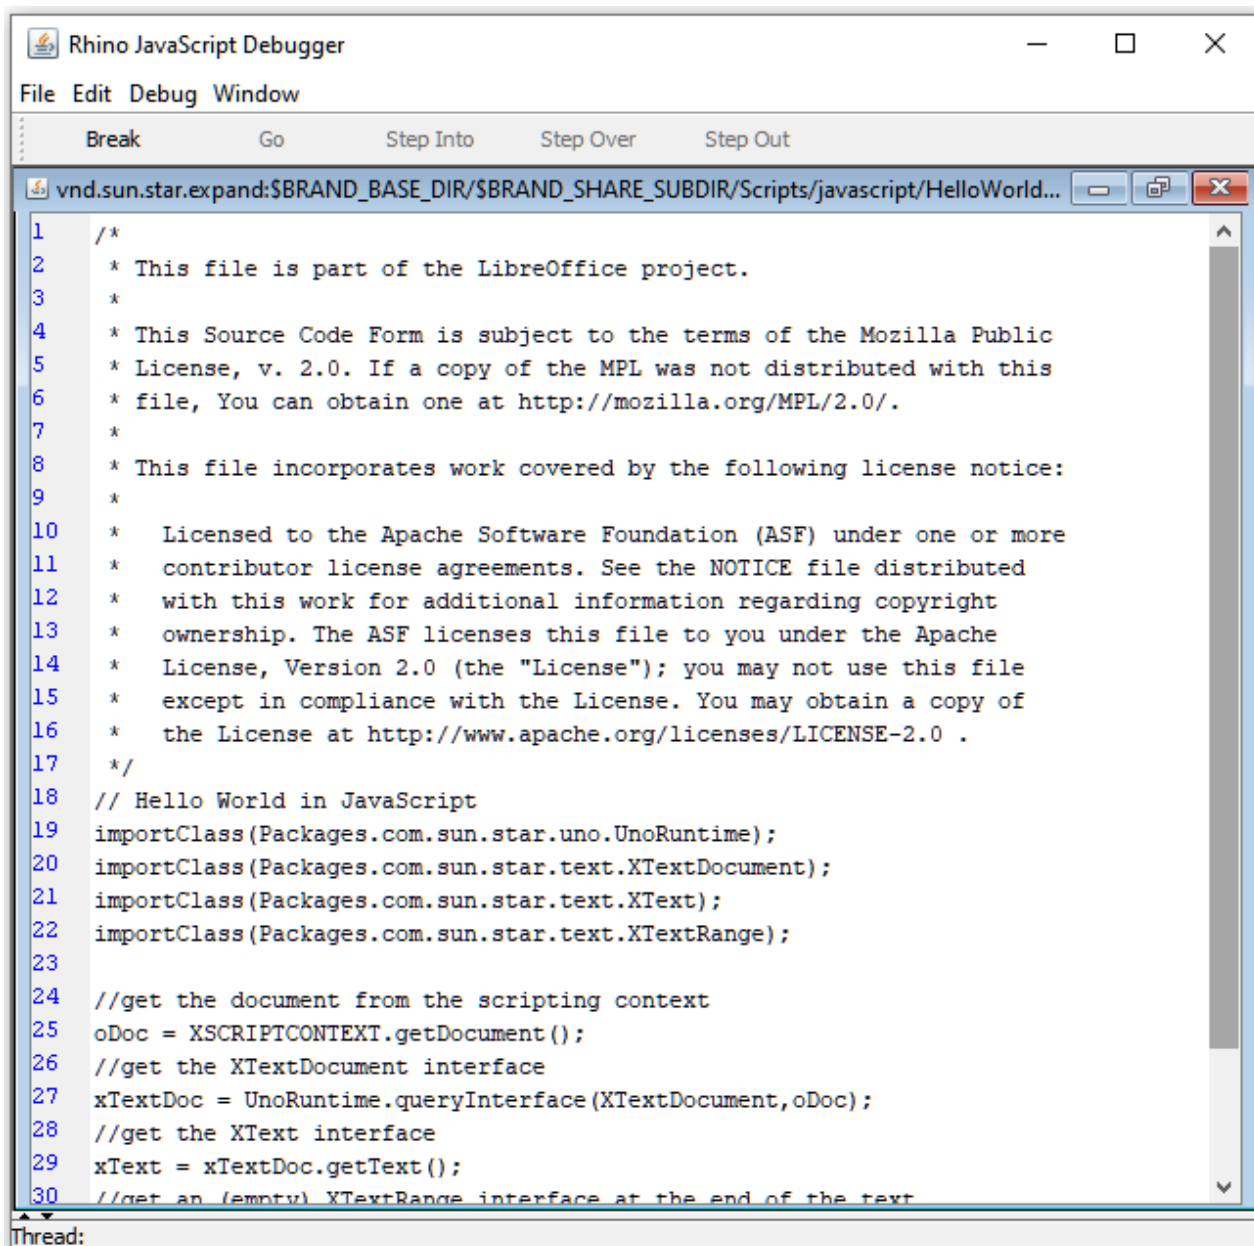 Rhino JavaScript Debugger
File Edit Debug Window
Break Go Step Into Step Over Step Out
vnd.sun.star.expand:$BRAND_BASE_DIR/$BRAND_SHARE_SUBDIR/Scripts/javascript/HelloWorld...
1 /*
2  * This file is part of the LibreOffice project.
3  *
4  * This Source Code Form is subject to the terms of the Mozilla Public
5  * License, v. 2.0. If a copy of the MPL was not distributed with this
6  * file, You can obtain one at http://mozilla.org/MPL/2.0/.
7  *
8  * This file incorporates work covered by the following license notice:
9  *
10  *   Licensed to the Apache Software Foundation (ASF) under one or more
11  *   contributor license agreements. See the NOTICE file distributed
12  *   with this work for additional information regarding copyright
13  *   ownership. The ASF licenses this file to you under the Apache
14  *   License, Version 2.0 (the "License"); you may not use this file
15  *   except in compliance with the License. You may obtain a copy of
16  *   the License at http://www.apache.org/licenses/LICENSE-2.0 .
17  */
18 // Hello World in JavaScript
19 importClass(Packages.com.sun.star.uno.UnoRuntime);
20 importClass(Packages.com.sun.star.text.XTextDocument);
21 importClass(Packages.com.sun.star.text.XText);
22 importClass(Packages.com.sun.star.text.XTextRange);
23
24 //get the document from the scripting context
25 oDoc = XSCRIPTCONTEXT.getDocument();
26 //get the XTextDocument interface
27 xTextDoc = UnoRuntime.queryInterface(XTextDocument,oDoc);
28 //get the XText interface
29 xText = xTextDoc.getText();
30 //get an (empty) XTextRange interface at the end of the text
Thread: